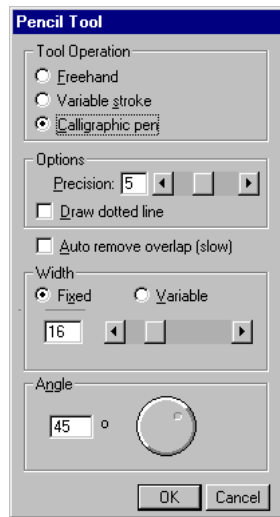 Pencil Tool
Tool Operation
Freehand
Variable stroke
Calligraphic pen
Options
Precision: 5
Draw dotted line
Auto remove overlap (slow)
Width
Fixed Variable
16
Angle
45 o
OK Cancel